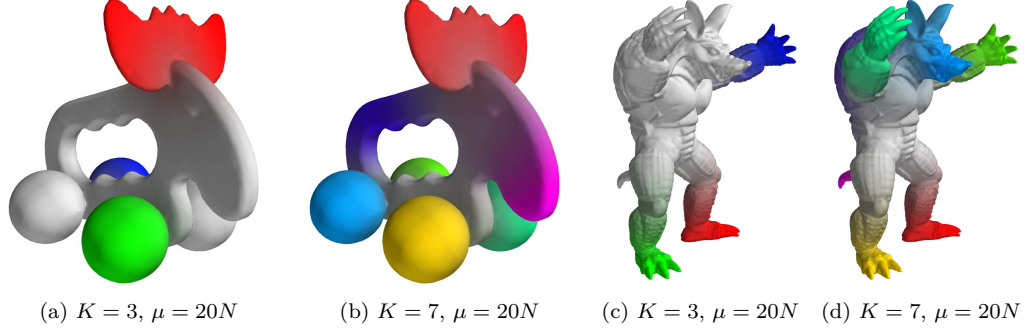 (a) K = 3, μ = 20N
(b) K = 7, μ = 20N
(c) K = 3, μ = 20N
(d) K = 7, μ = 20N